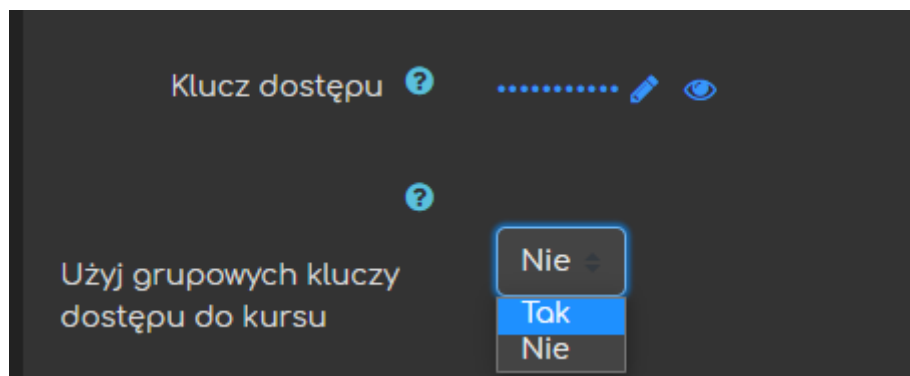 Klucz dostępu ?
•••••••••••
?
Użyj grupowych kluczy
dostępu do kursu
Nie
Tak
Nie